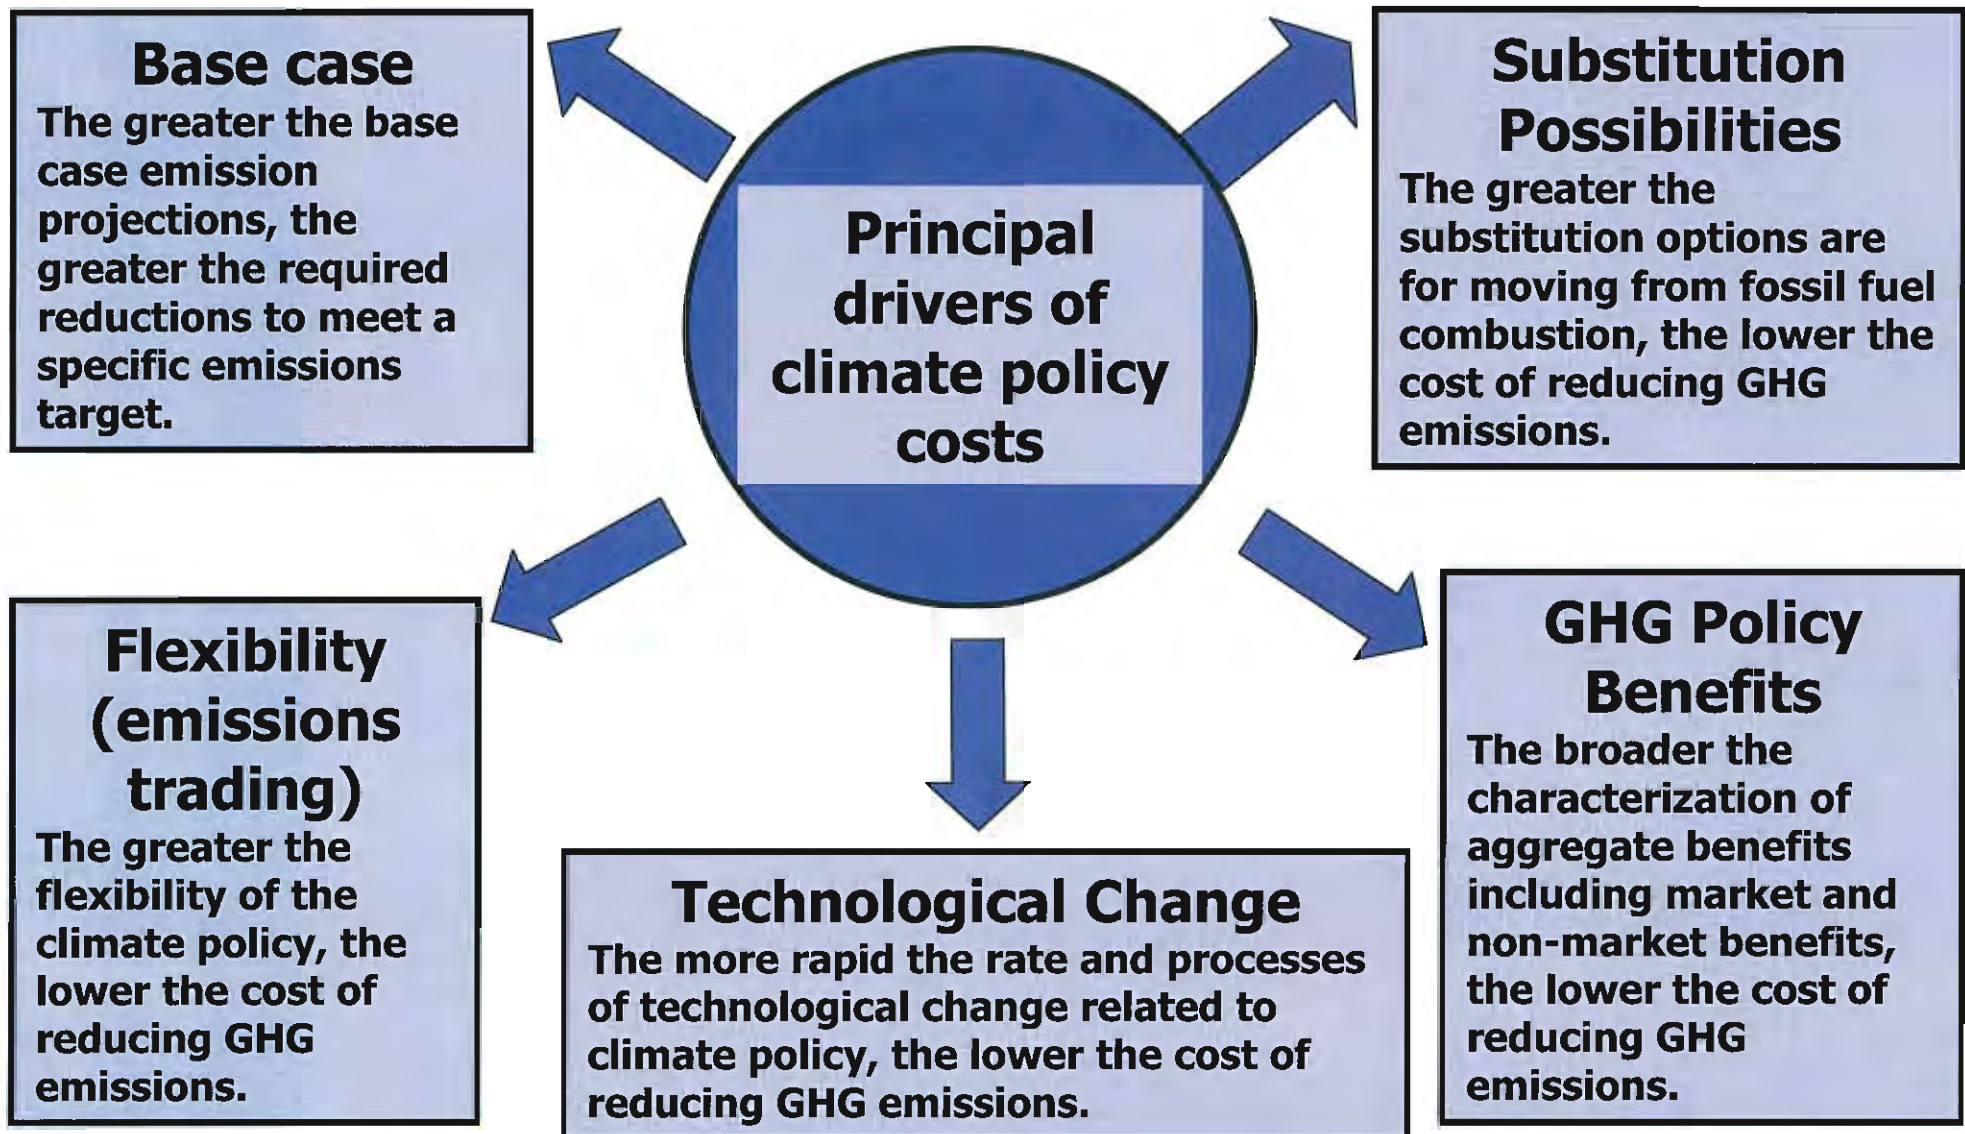 Base case
The greater the base
case emission
projections, the
greater the required
reductions to meet a
specific emissions
target.
Principal
drivers of
climate policy
costs
Substitution
Possibilities
The greater the
substitution options are
for moving from fossil fuel
combustion, the lower the
cost of reducing GHG
emissions.
Flexibility
(emissions
trading)
The greater the
flexibility of the
climate policy, the
lower the cost of
reducing GHG
emissions.
Technological Change
The more rapid the rate and processes
of technological change related to
climate policy, the lower the cost of
reducing GHG emissions.
GHG Policy
Benefits
The broader the
characterization of
aggregate benefits
including market and
non-market benefits,
the lower the cost of
reducing GHG
emissions.